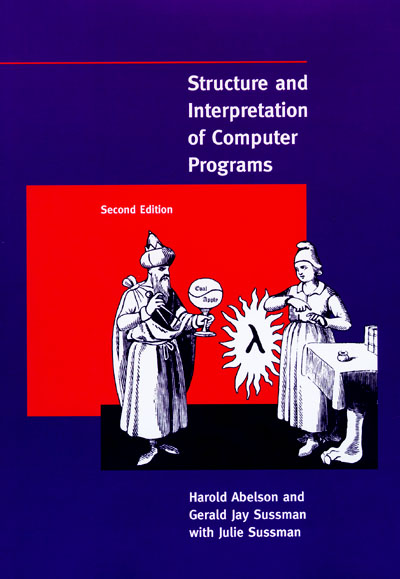 Structure and
Interpretation
of Computer
Programs
Second Edition
Eval
Apply
λ
Harold Abelson and
Gerald Jay Sussman
with Julie Sussman